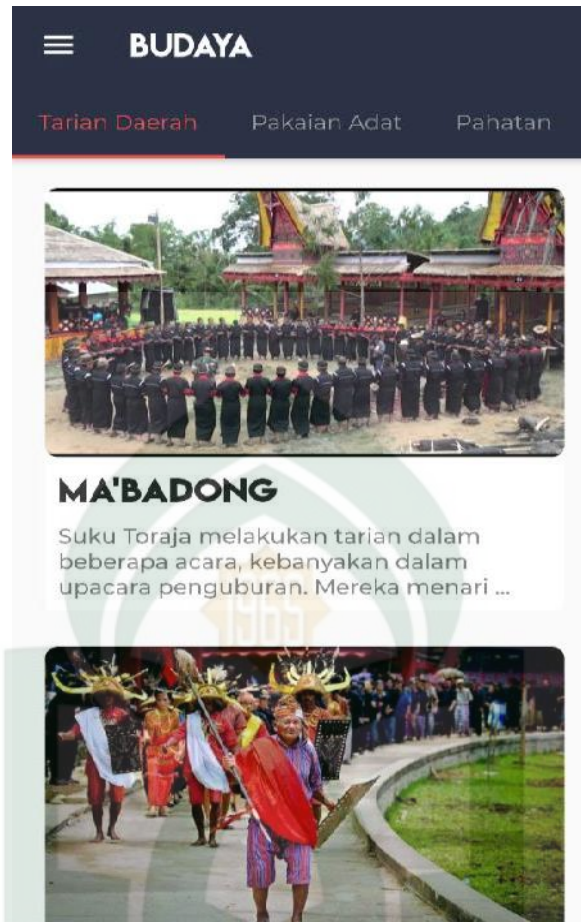 BUDAYA
Tarian Daerah Pakaian Adat Pahatan
MA'BADONG
Suku Toraja melakukan tarian dalam
beberapa acara, kebanyakan dalam
upacara penguburan. Mereka menari ...
1965